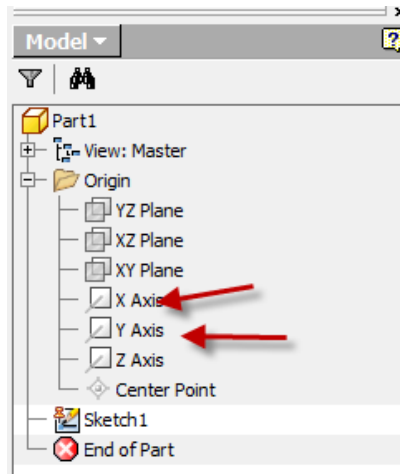 Model
?
Part1
View: Master
Origin
YZ Plane
XZ Plane
XY Plane
X Axis
Y Axis
Z Axis
Center Point
Sketch1
End of Part